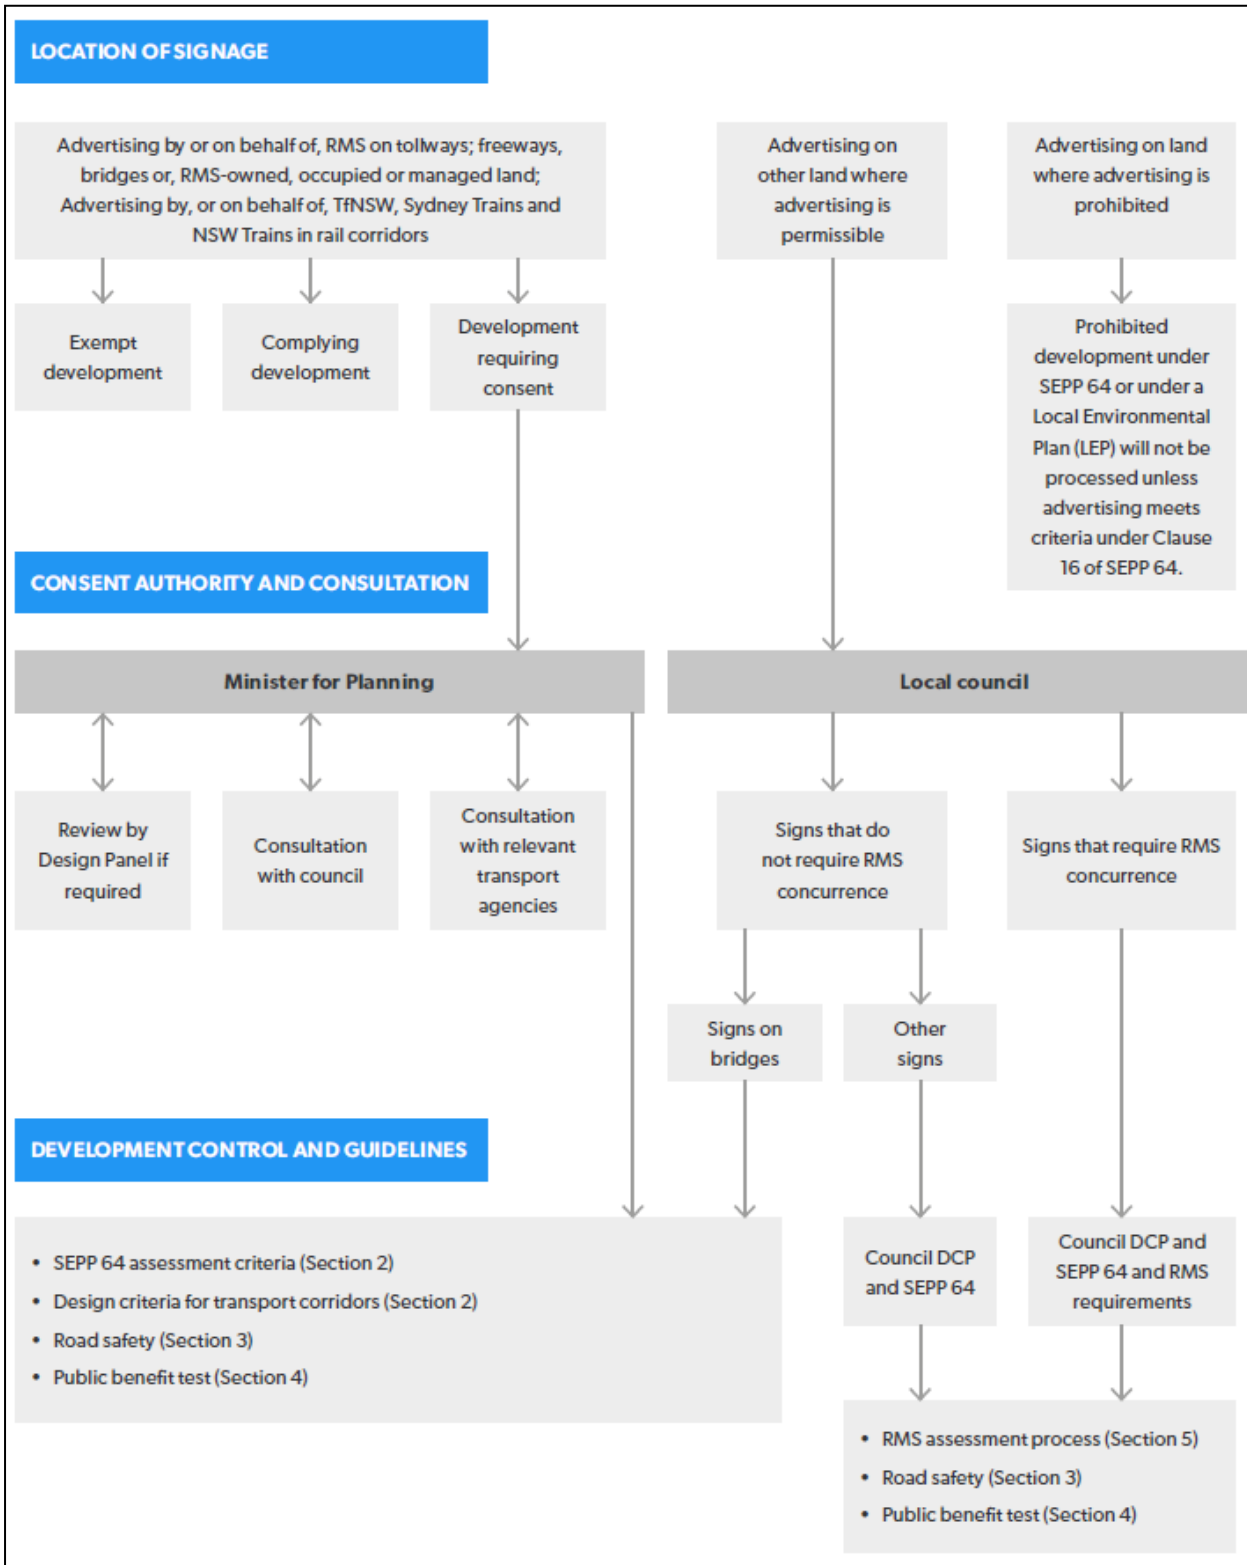 LOCATION OF SIGNAGE
Advertising by or on behalf of, RMS on tollways; freeways,
bridges or, RMS-owned, occupied or managed land;
Advertising by, or on behalf of, TfNSW, Sydney Trains and
NSW Trains in rail corridors
Advertising on
other land where
advertising is
permissible
Advertising on land
where advertising is
prohibited
Exempt
development
Complying
development
Development
requiring
consent
Prohibited
development under
SEPP 64 or under a
Local Environmental
Plan (LEP) will not be
processed unless
advertising meets
criteria under Clause
16 of SEPP 64.
CONSENT AUTHORITY AND CONSULTATION
Minister for Planning
Local council
Review by
Design Panel if
required
Consultation
with council
Consultation
with relevant
transport
agencies
Signs that do
not require RMS
concurrence
Signs that require RMS
concurrence
Signs on
bridges
Other
signs
DEVELOPMENT CONTROL AND GUIDELINES
• SEPP 64 assessment criteria (Section 2)
• Design criteria for transport corridors (Section 2)
• Road safety (Section 3)
• Public benefit test (Section 4)
Council DCP
and SEPP 64
Council DCP and
SEPP 64 and RMS
requirements
• RMS assessment process (Section 5)
• Road safety (Section 3)
• Public benefit test (Section 4)